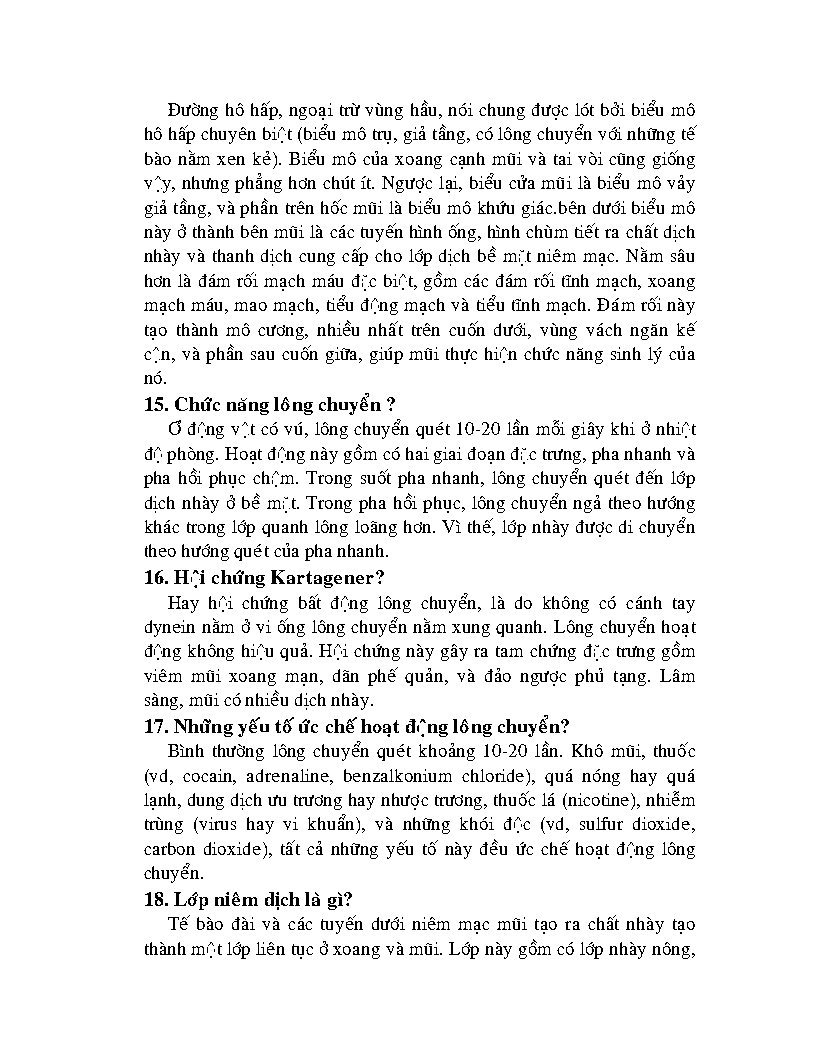 Đường hô hấp, ngoại trừ vùng hầu, nói chung được lót bởi biểu mô
hô hấp chuyên biệt (biểu mô trụ, giả tầng, có lông chuyển với những tế
bào nằm xen kẻ). Biểu mô của xoang cạnh mũi và tai vòi cũng giống
vậy, nhưng phẳng hơn chút ít. Ngược lại, biểu cửa mũi là biểu mô vảy
giả tầng, và phần trên hốc mũi là biểu mô khứu giác.bên dưới biểu mô
này ở thành bên mũi là các tuyến hình ống, hình chùm tiết ra chất dịch
nhày và thanh dịch cung cấp cho lớp dịch bề mặt niêm mạc. Nằm sâu
hơn là đám rối mạch máu đặc biệt, gồm các đám rối tĩnh mạch, xoang
mạch máu, mao mạch, tiểu động mạch và tiểu tĩnh mạch. Đám rối này
tạo thành mô cương, nhiều nhất trên cuốn dưới, vùng vách ngăn kế
cận, và phần sau cuốn giữa, giúp mũi thực hiện chức năng sinh lý của
nó.
15. Chức năng lông chuyển ?
Ơ động vật có vú, lông chuyển quét 10-20 lần mỗi giây khi ở nhiệt
độ phòng. Hoạt động này gồm có hai giai đoạn đặc trưng, pha nhanh và
pha hồi phục chậm. Trong suốt pha nhanh, lông chuyển quét đến lớp
dịch nhày ở bề mặt. Trong pha hồi phục, lông chuyển ngả theo hướng
khác trong lớp quanh lông loãng hơn. Vì thế, lớp nhày được di chuyển
theo hướng quét của pha nhanh.
16. Hội chứng Kartagener?
Hay hội chứng bất động lông chuyển, là do không có cánh tay
dynein nằm ở vi ống lông chuyển nằm xung quanh. Lông chuyển hoạt
động không hiệu quả. Hội chứng này gây ra tam chứng đặc trưng gồm
viêm mũi xoang mạn, dãn phế quản, và đảo ngược phủ tạng. Lâm
sàng, mũi có nhiều dịch nhày.
17. Những yếu tố ức chế hoạt động lông chuyển?
Bình thường lông chuyển quét khoảng 10-20 lần. Khô mũi, thuốc
(vd, cocain, adrenaline, benzalkonium chloride), quá nóng hay quá
lạnh, dung dịch ưu trương hay nhược trương, thuốc lá (nicotine), nhiễm
trùng (virus hay vi khuẩn), và những khói độc (vd, sulfur dioxide,
carbon dioxide), tất cả những yếu tố này đều ức chế hoạt động lông
chuyển.
18. Lớp niêm dịch là gì?
Tế bào đài và các tuyến dưới niêm mạc mũi tạo ra chất nhày tạo
thành một lớp liên tục ở xoang và mũi. Lớp này gồm có lớp nhày nông,